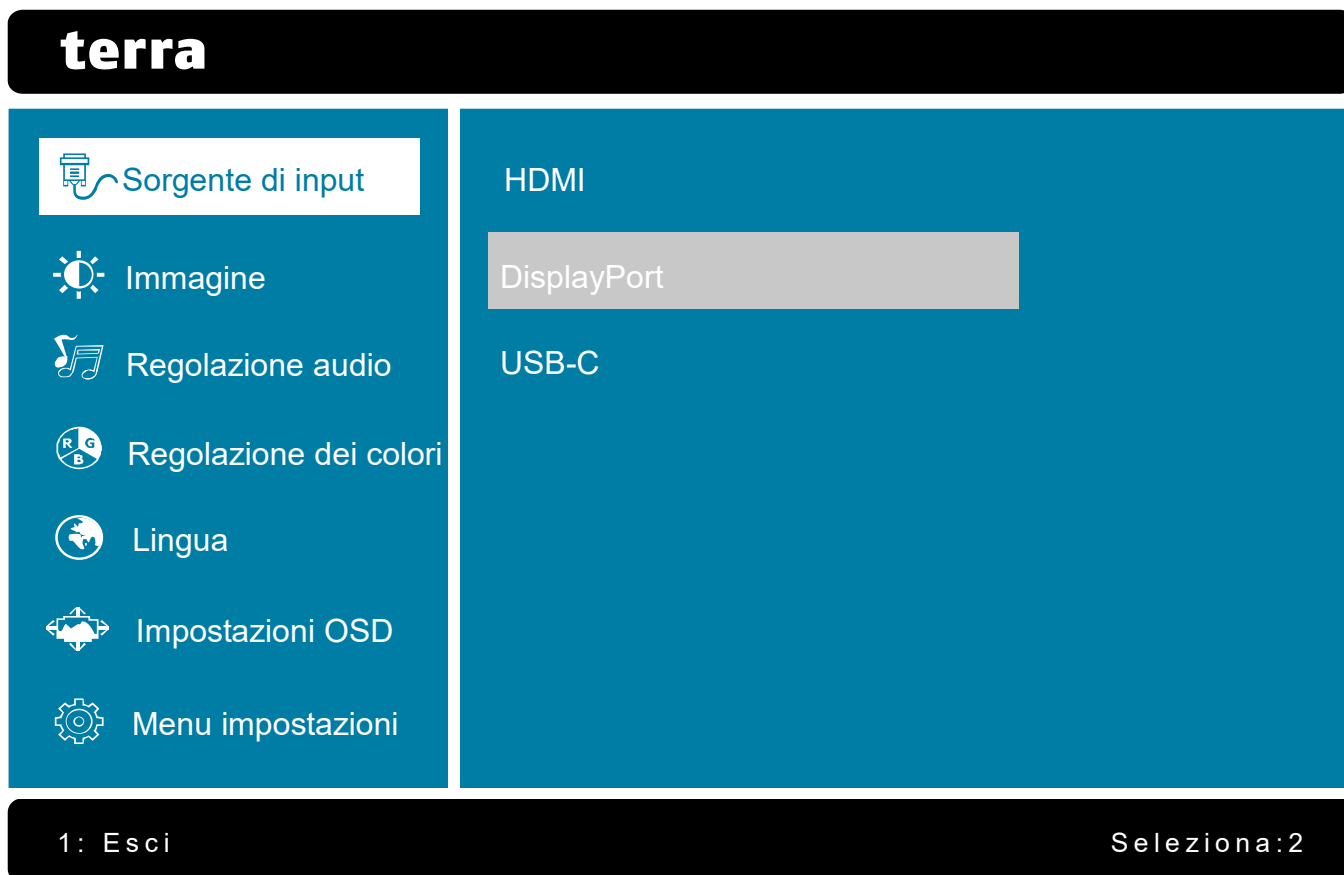 terra
Sorgente di input
Immagine
Regolazione audio
R G B
Regolazione dei colori
Lingua
Impostazioni OSD
Menu impostazioni
HDMI
DisplayPort
USB-C
1: Esci
Seleziona:2